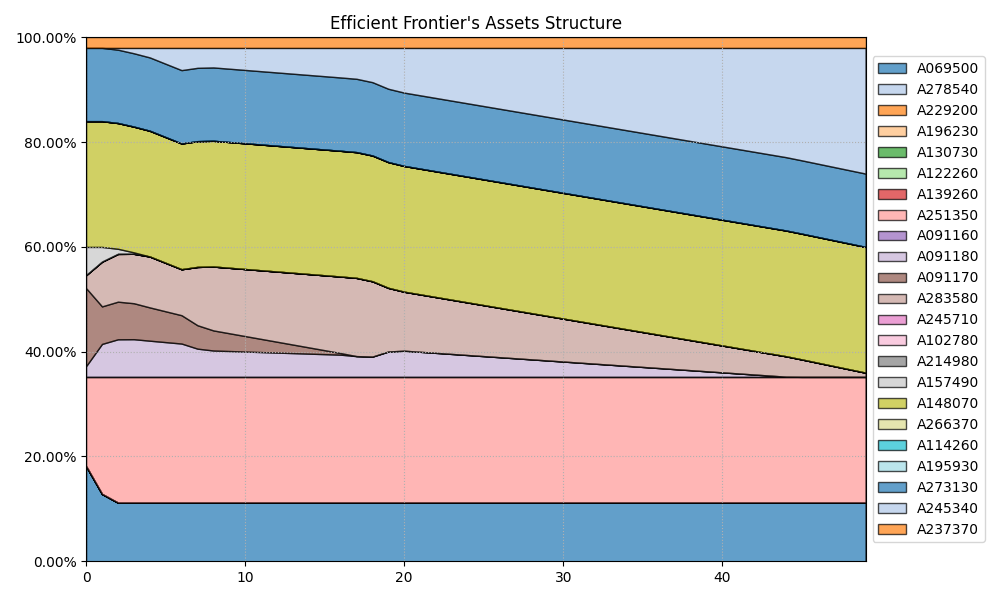 Efficient Frontier's Assets Structure
100.00%
80.00%
60.00%
40.00%
20.00%
0.00%
0
10
20
30
40
A069500
A278540
A229200
A196230
A130730
A122260
A139260
A251350
A091160
A091180
A091170
A283580
A245710
A102780
A214980
A157490
A148070
A266370
A114260
A195930
A273130
A245340
A237370